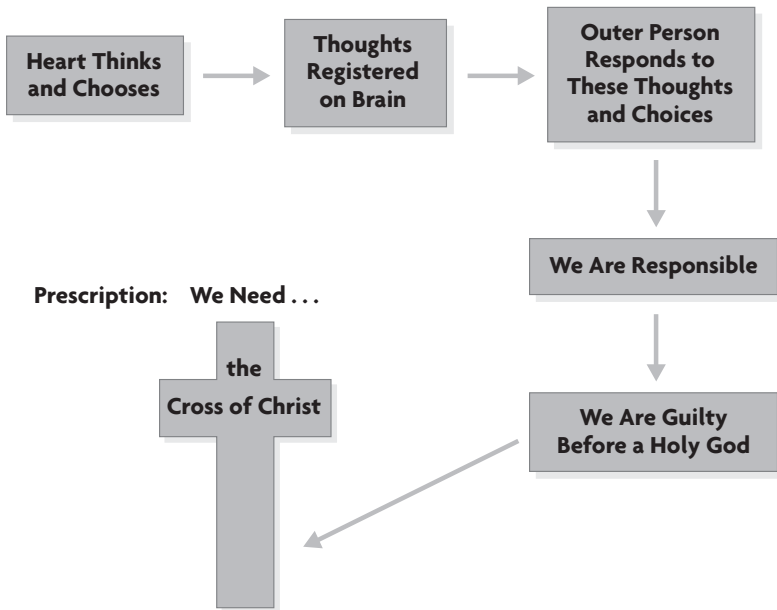 Heart Thinks
and Chooses
Thoughts
Registered
on Brain
Outer Person
Responds to
These Thoughts
and Choices
We Are Responsible
We Are Guilty
Before a Holy God
Prescription: We Need . . .
the
Cross of Christ